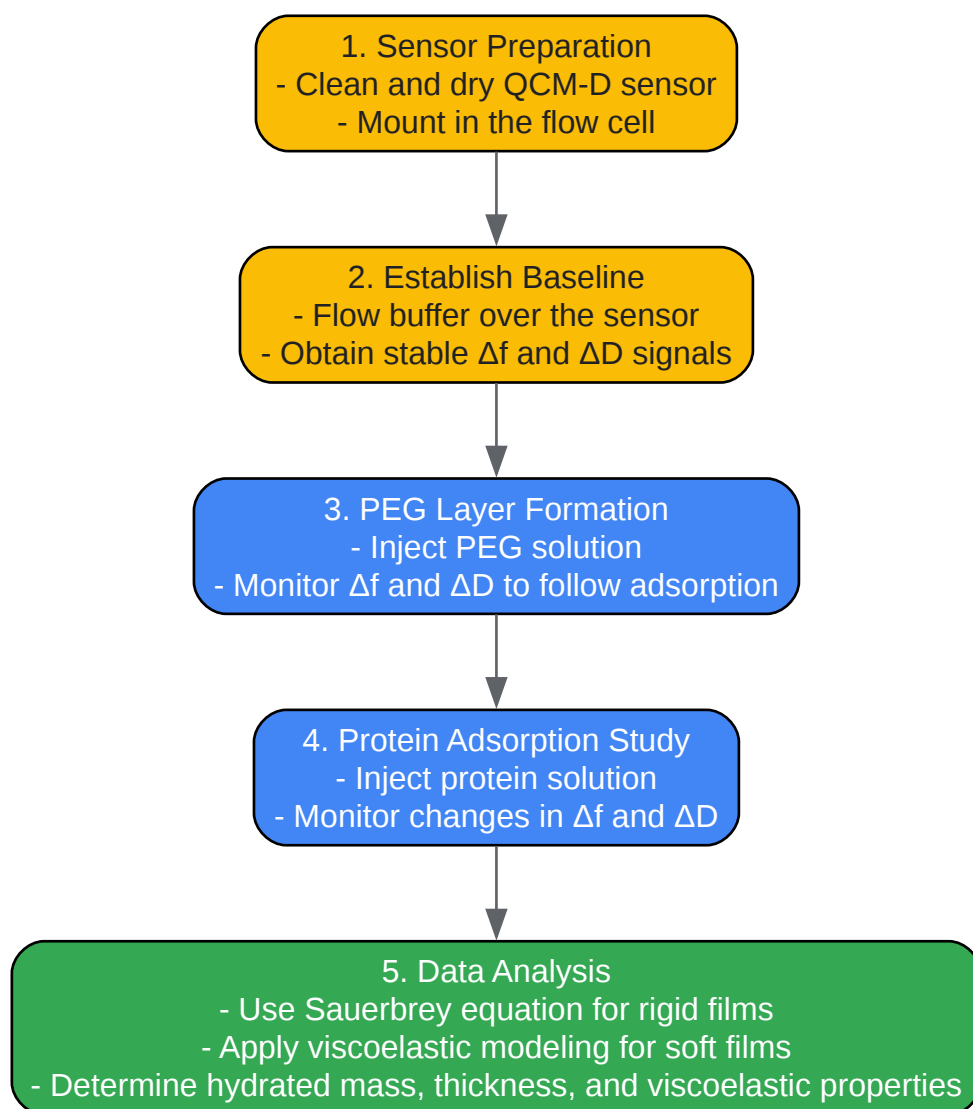 1. Sensor Preparation
- Clean and dry QCM-D sensor
- Mount in the flow cell
2. Establish Baseline
- Flow buffer over the sensor
- Obtain stable Δf and ΔD signals
3. PEG Layer Formation
- Inject PEG solution
- Monitor Δf and ΔD to follow adsorption
4. Protein Adsorption Study
- Inject protein solution
- Monitor changes in Δf and ΔD
5. Data Analysis
- Use Sauerbrey equation for rigid films
- Apply viscoelastic modeling for soft films
- Determine hydrated mass, thickness, and viscoelastic properties